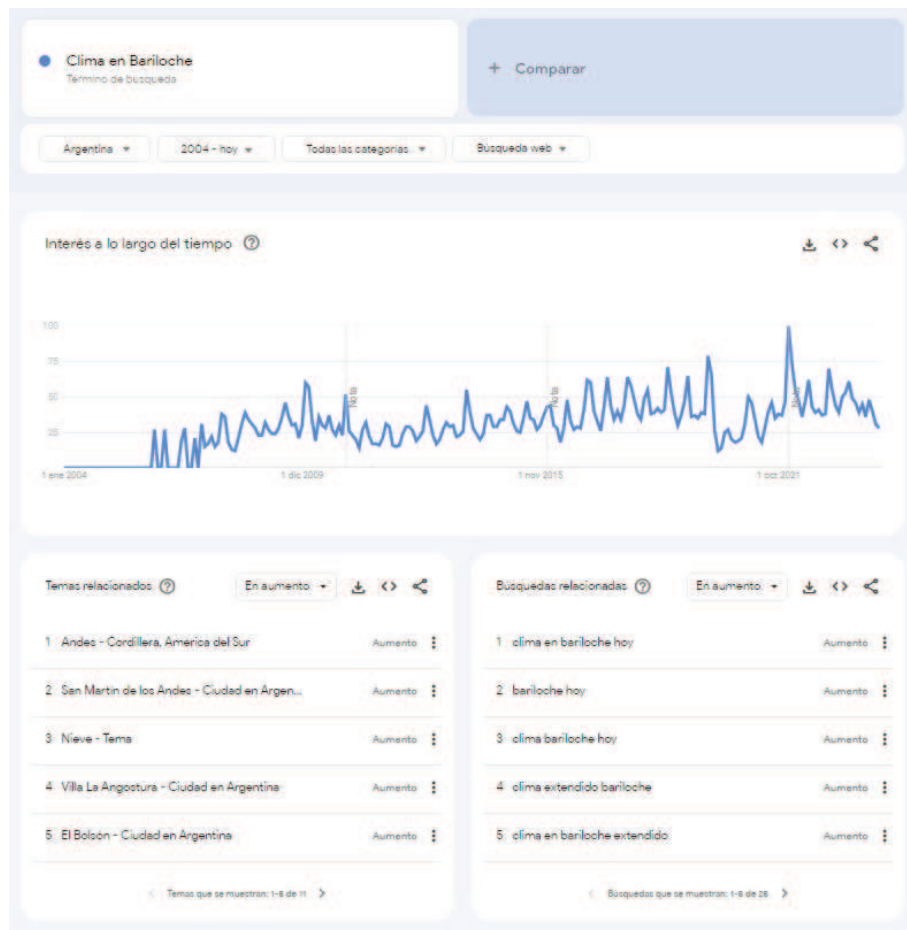 Clima en Bariloche
Término de búsqueda
+ Comparar
Argentina
2004 - hoy
Todas las categorías
Búsqueda web
Interés a lo largo del tiempo
100
75
50
25
Nota
Nota
Nota
1 ene 2004
1 dic 2009
1 nov 2015
1 oct 2021
Temas relacionados
En aumento
1 Andes - Cordillera, América del Sur Aumento
2 San Martín de los Andes - Ciudad en Argen... Aumento
3 Nieve - Tema Aumento
4 Villa La Angostura - Ciudad en Argentina Aumento
5 El Bolsón - Ciudad en Argentina Aumento
Temas que se muestran: 1-5 de 11
Búsquedas relacionadas
En aumento
1 clima en bariloche hoy Aumento
2 bariloche hoy Aumento
3 clima bariloche hoy Aumento
4 clima extendido bariloche Aumento
5 clima en bariloche extendido Aumento
Búsquedas que se muestran: 1-5 de 25